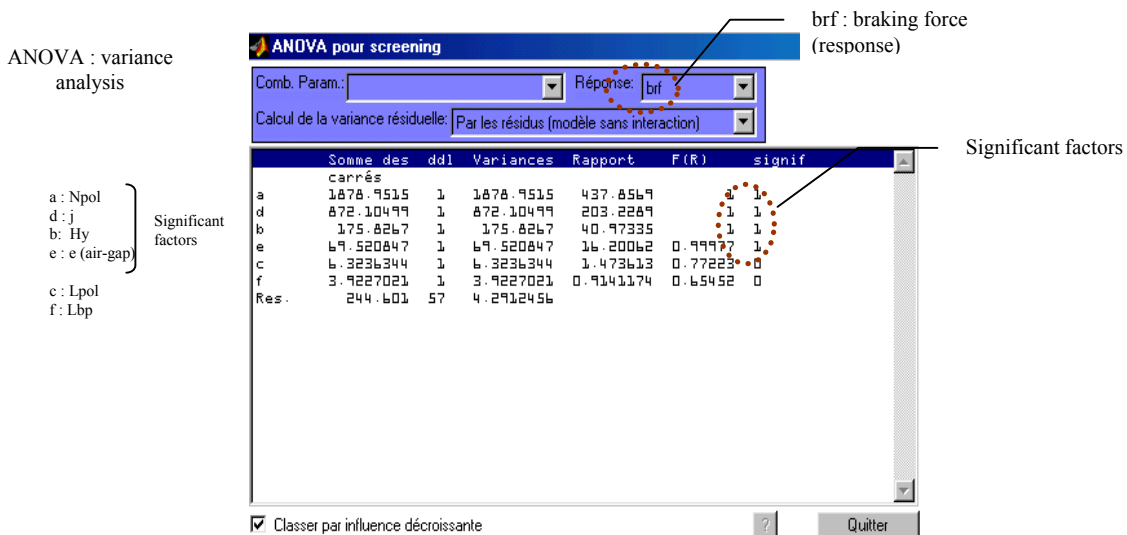 brf : braking force
(response)
ANOVA : variance
analysis
ANOVA pour screening
Comb. Param.:
Réponse: brf
Calcul de la variance résiduelle: Par les résidus (modèle sans interaction)
Significant factors
Somme des ddl Variances Rapport F(R) signif
carrés
a 1878.9515 1 1878.9515 437.8569 1 1
d 872.10499 1 872.10499 203.2289 1 1
b 175.8267 1 175.8267 40.97335 1 1
e 69.520847 1 69.520847 16.20062 0.99977 1
c 6.3236344 1 6.3236344 1.473613 0.77223 0
f 3.9227021 1 3.9227021 0.9141174 0.65452 0
Res. 244.601 57 4.2912456
a : Npol
d : j
b: Hy
e : e (air-gap)
Significant
factors
c : Lpol
f : Lbp
Classer par influence décroissante
?
Quitter